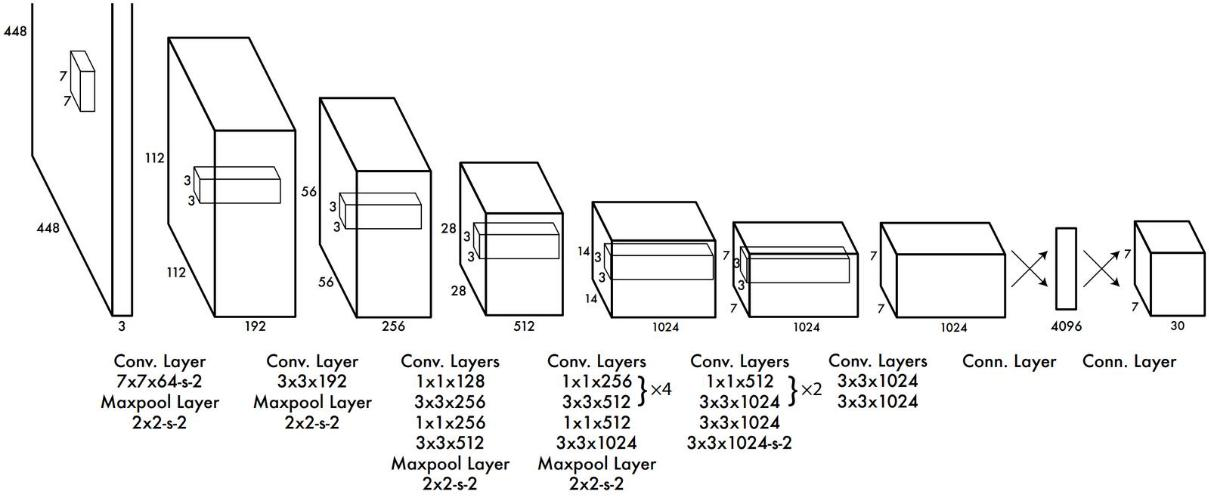 448
7
7
448
3
112
3
3
112
192
56
3
3
56
256
28
3
3
28
512
14
3
3
14
1024
7
3
3
7
1024
7
7
1024
4096
7
7
30
Conv. Layer
7x7x64-s-2
Maxpool Layer
2x2-s-2
Conv. Layer
3x3x192
Maxpool Layer
2x2-s-2
Conv. Layers
1x1x128
3x3x256
1x1x256
3x3x512
Maxpool Layer
2x2-s-2
Conv. Layers
1x1x256
3x3x512
}×4
1x1x512
3x3x1024
Maxpool Layer
2x2-s-2
Conv. Layers
1x1x512
3x3x1024
}×2
3x3x1024
3x3x1024-s-2
Conv. Layers
3x3x1024
3x3x1024
Conn. Layer
Conn. Layer